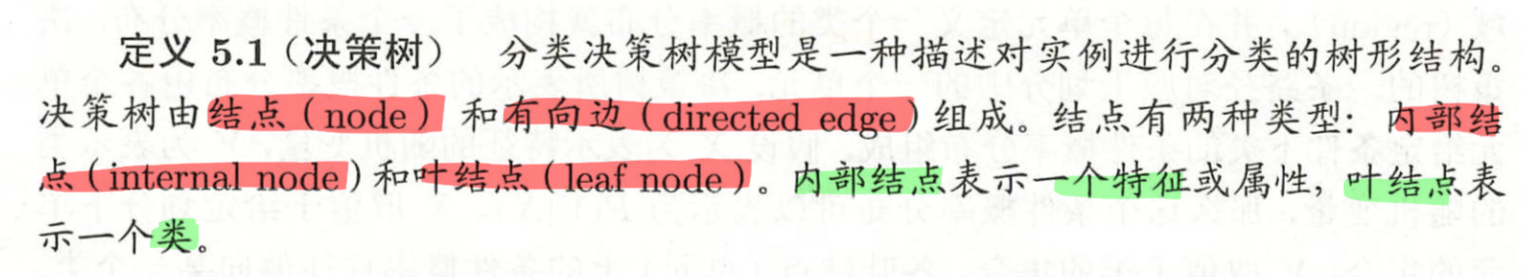 定义 5.1（决策树） 分类决策树模型是一种描述对实例进行分类的树形结构。
决策树由结点（node）和有向边（directed edge）组成。结点有两种类型：内部结
点（internal node）和叶结点（leaf node）。内部结点表示一个特征或属性，叶结点表
示一个类。